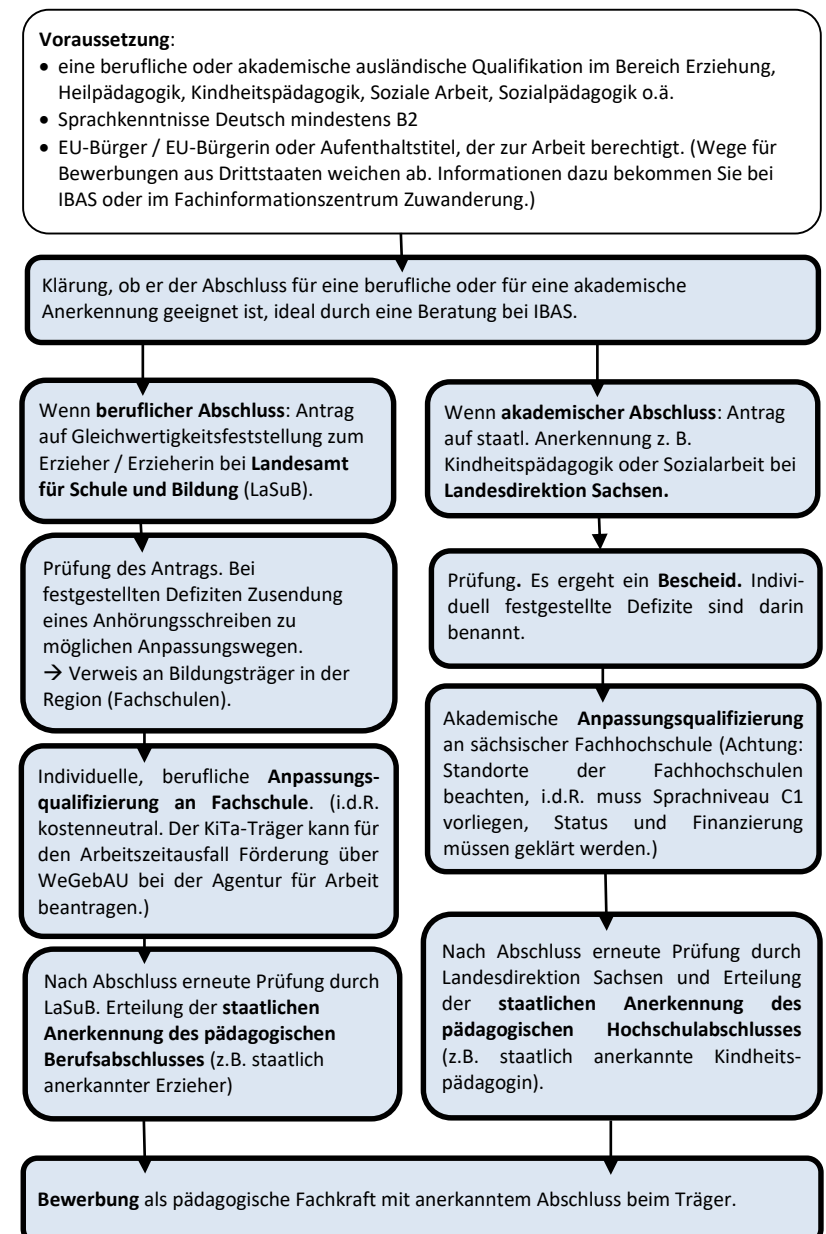 Voraussetzung:
• eine berufliche oder akademische ausländische Qualifikation im Bereich Erziehung,
Heilpädagogik, Kindheitspädagogik, Soziale Arbeit, Sozialpädagogik o.ä.
• Sprachkenntnisse Deutsch mindestens B2
• EU-Bürger / EU-Bürgerin oder Aufenthaltstitel, der zur Arbeit berechtigt. (Wege für
Bewerbungen aus Drittstaaten weichen ab. Informationen dazu bekommen Sie bei
IBAS oder im Fachinformationszentrum Zuwanderung.)
Klärung, ob er der Abschluss für eine berufliche oder für eine akademische
Anerkennung geeignet ist, ideal durch eine Beratung bei IBAS.
Wenn beruflicher Abschluss: Antrag
auf Gleichwertigkeitsfeststellung zum
Erzieher / Erzieherin bei Landesamt
für Schule und Bildung (LaSuB).
Prüfung des Antrags. Bei
festgestellten Defiziten Zusendung
eines Anhörungsschreiben zu
möglichen Anpassungswegen.
→ Verweis an Bildungsträger in der
Region (Fachschulen).
Individuelle, berufliche Anpassungs-
qualifizierung an Fachschule. (i.d.R.
kostenneutral. Der KiTa-Träger kann für
den Arbeitszeitausfall Förderung über
WeGebAU bei der Agentur für Arbeit
beantragen.)
Nach Abschluss erneute Prüfung durch
LaSuB. Erteilung der staatlichen
Anerkennung des pädagogischen
Berufsabschlusses (z.B. staatlich
anerkannter Erzieher)
Wenn akademischer Abschluss: Antrag
auf staatl. Anerkennung z. B.
Kindheitspädagogik oder Sozialarbeit bei
Landesdirektion Sachsen.
Prüfung. Es ergeht ein Bescheid. Indivi-
duell festgestellte Defizite sind darin
benannt.
Akademische Anpassungsqualifizierung
an sächsischer Fachhochschule (Achtung:
Standorte der Fachhochschulen
beachten, i.d.R. muss Sprachniveau C1
vorliegen, Status und Finanzierung
müssen geklärt werden.)
Nach Abschluss erneute Prüfung durch
Landesdirektion Sachsen und Erteilung
der staatlichen Anerkennung des
pädagogischen Hochschulabschlusses
(z.B. staatlich anerkannte Kindheits-
pädagogin).
Bewerbung als pädagogische Fachkraft mit anerkanntem Abschluss beim Träger.